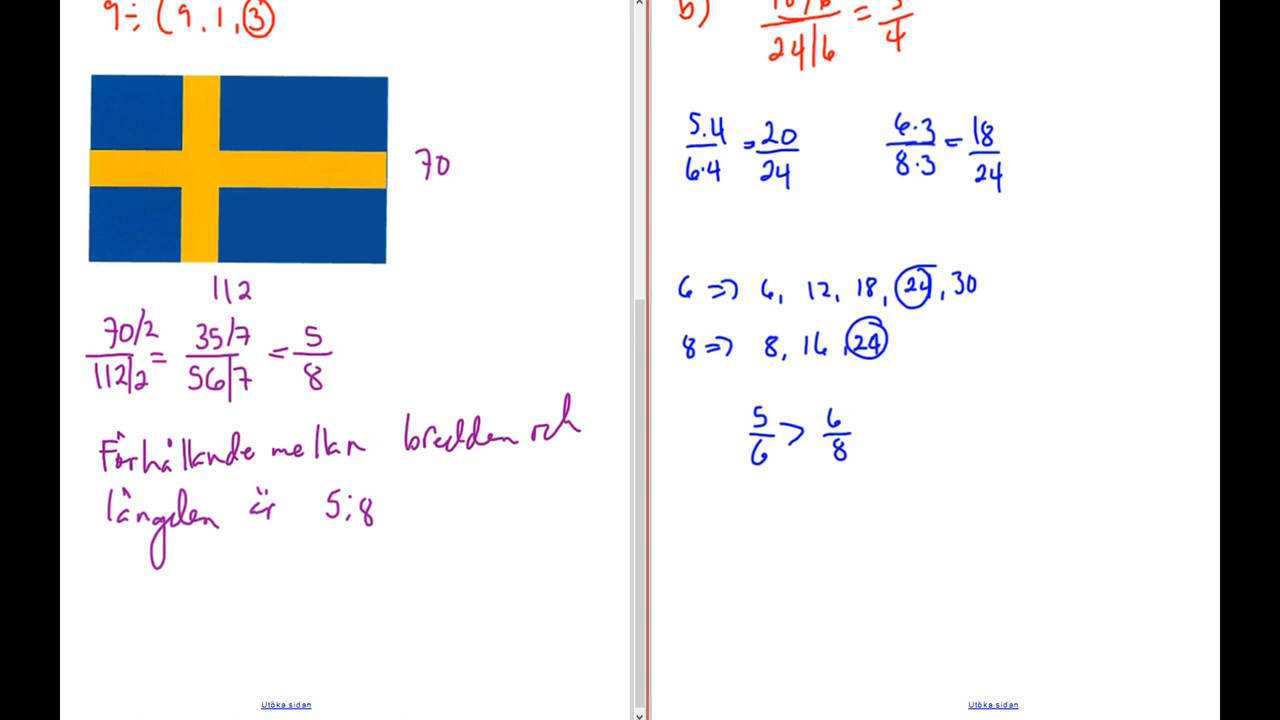 9 ÷ (9, 1, 3
70
112
70/2 / 112/2 = 35/7 / 56/7 = 5/8
Förhållande mellan bredden och
längden är 5:8
Utöka sidan
b) 18/6 / 24/6 = 3/4
5·4/6·4 = 20/24 6·3/8·3 = 18/24
6 => 6, 12, 18, 24, 30
8 => 8, 16, 24
5/6 > 6/8
Utöka sidan